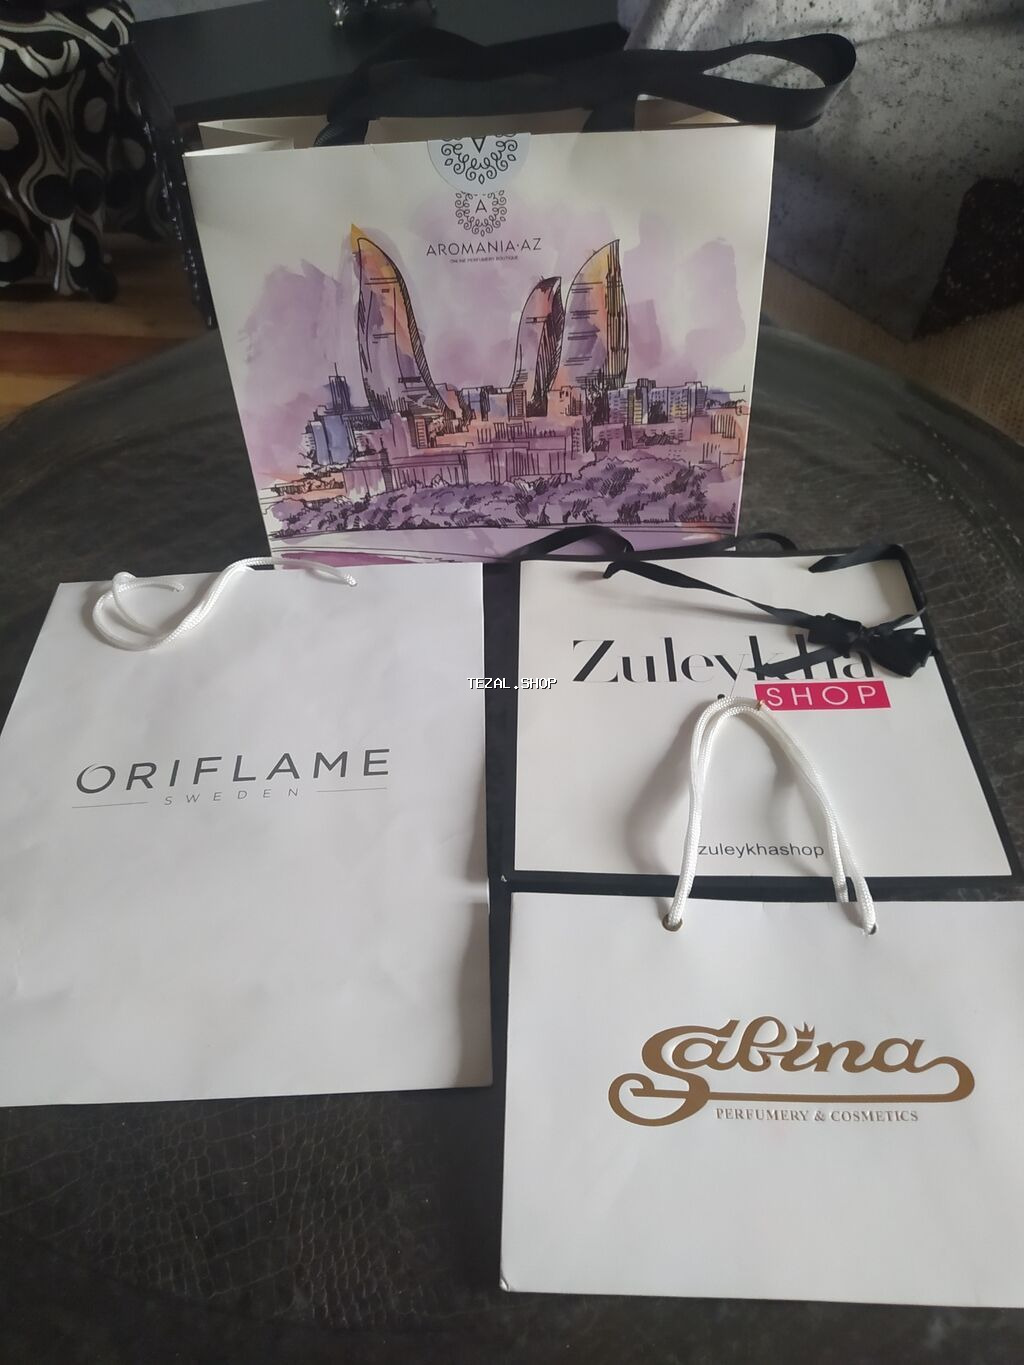 A
AROMANIA·AZ
ONLINE PERFUMERY BOUTIQUE
Zuleykha
SHOP
TEZAL.SHOP
ORIFLAME
SWEDEN
zuleykhashop
Sabina
PERFUMERY & COSMETICS